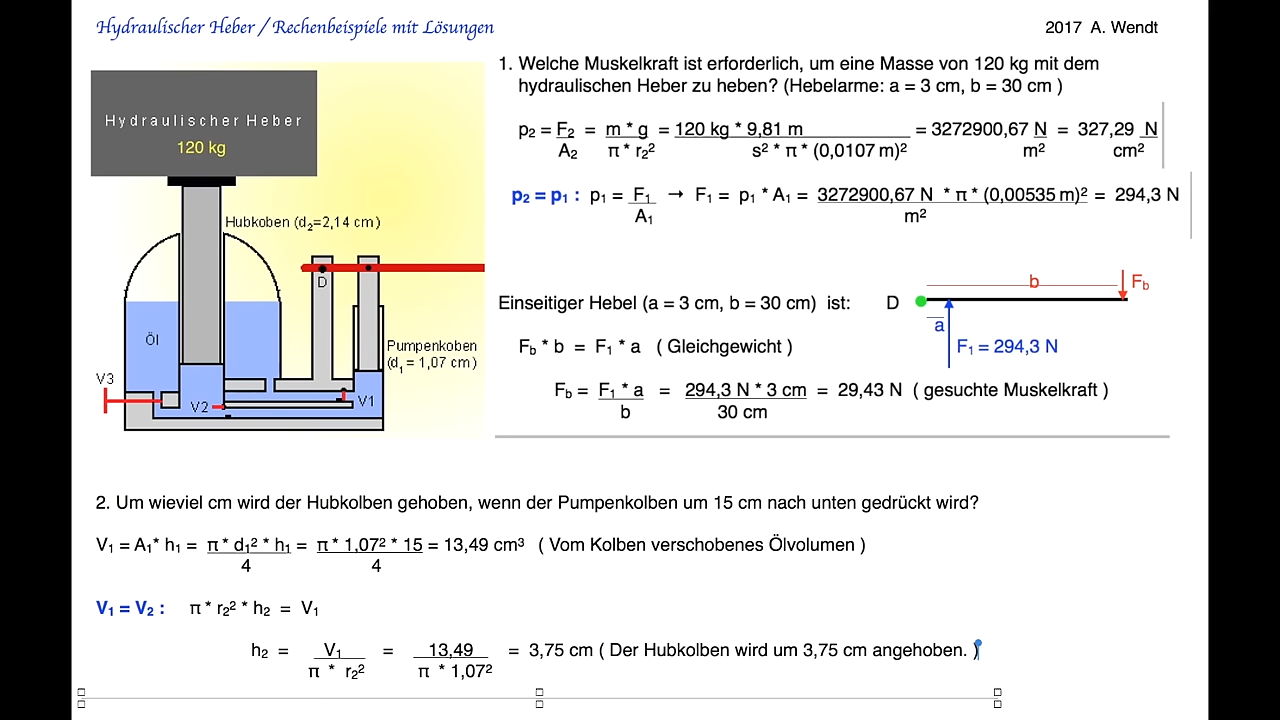 Hydraulischer Heber / Rechenbeispiele mit Lösungen
2017 A. Wendt
Hydraulischer Heber
120 kg
Hubkoben (d₂=2,14 cm)
D
Öl
Pumpenkoben
(d₁ = 1,07 cm)
V3
V2
V1
1. Welche Muskelkraft ist erforderlich, um eine Masse von 120 kg mit dem
hydraulischen Heber zu heben? (Hebelarme: a = 3 cm, b = 30 cm )
p₂ = F₂ = m * g = 120 kg * 9,81 m = 3272900,67 N = 327,29 N
A₂ π * r₂² s² * π * (0,0107 m)² m² cm²
p₂ = p₁ : p₁ = F₁ → F₁ = p₁ * A₁ = 3272900,67 N * π * (0,00535 m)² = 294,3 N
A₁ m²
Einseitiger Hebel (a = 3 cm, b = 30 cm) ist:
D
b
F_b
a
F₁ = 294,3 N
F_b * b = F₁ * a ( Gleichgewicht )
F_b = F₁ * a = 294,3 N * 3 cm = 29,43 N ( gesuchte Muskelkraft )
b 30 cm
2. Um wieviel cm wird der Hubkolben gehoben, wenn der Pumpenkolben um 15 cm nach unten gedrückt wird?
V₁ = A₁* h₁ = π * d₁² * h₁ = π * 1,07² * 15 = 13,49 cm³ ( Vom Kolben verschobenes Ölvolumen )
4 4
V₁ = V₂ : π * r₂² * h₂ = V₁
h₂ = V₁ = 13,49 = 3,75 cm ( Der Hubkolben wird um 3,75 cm angehoben. )
π * r₂² π * 1,07²